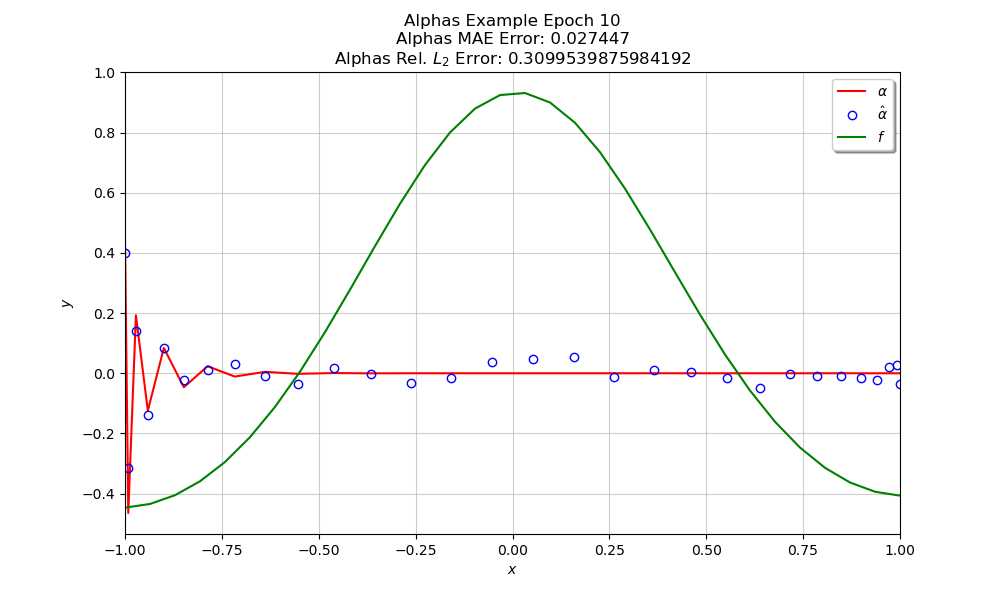 Alphas Example Epoch 10
Alphas MAE Error: 0.027447
Alphas Rel. L₂ Error: 0.3099539875984192
1.0
0.8
0.6
0.4
0.2
0.0
−0.2
−0.4
y
−1.00 −0.75 −0.50 −0.25 0.00 0.25 0.50 0.75 1.00
x
α
α̂
f